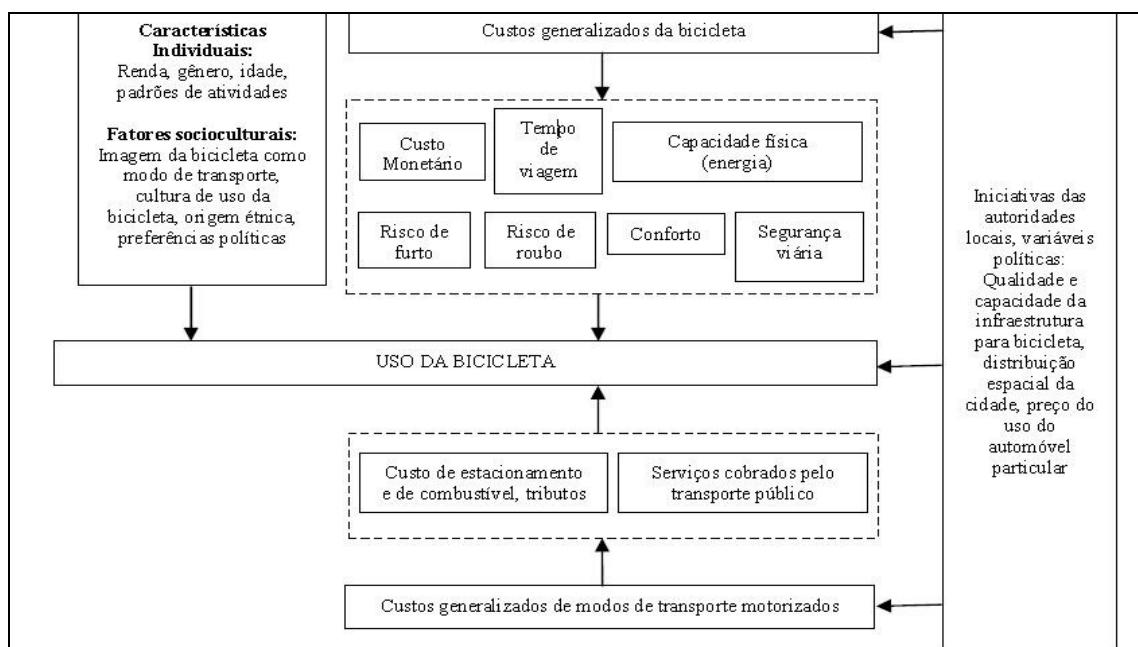 Características
Individuais:
Renda, gênero, idade,
padrões de atividades
Fatores socioculturais:
Imagem da bicicleta como
modo de transporte,
cultura de uso da
bicicleta, origem étnica,
preferências políticas
Custos generalizados da bicicleta
Custo
Monetário
Tempo
de
viagem
Capacidade física
(energia)
Risco de
furto
Risco de
roubo
Conforto
Segurança
viária
USO DA BICICLETA
Custo de estacionamento
e de combustível, tributos
Serviços cobrados pelo
transporte público
Custos generalizados de modos de transporte motorizados
Iniciativas das
autoridades
locais, variáveis
políticas:
Qualidade e
capacidade da
infraestrutura
para bicicleta,
distribuição
espacial da
cidade, preço do
uso do
automóvel
particular